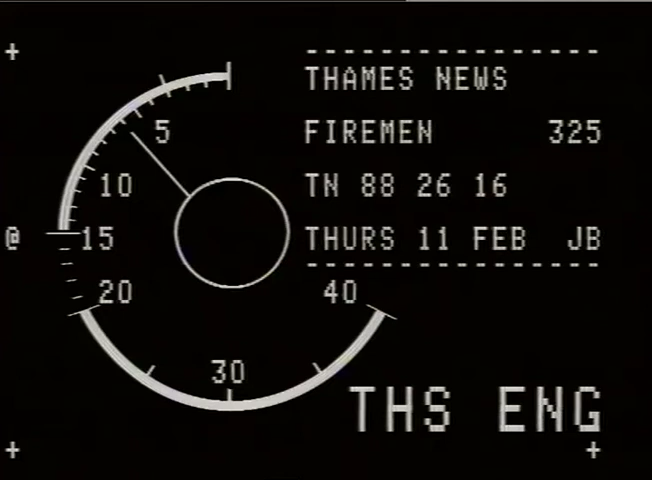 THAMES NEWS
FIREMEN 325
TN 88 26 16
THURS 11 FEB JB
5
10
@ 15
20
30
40
THS ENG